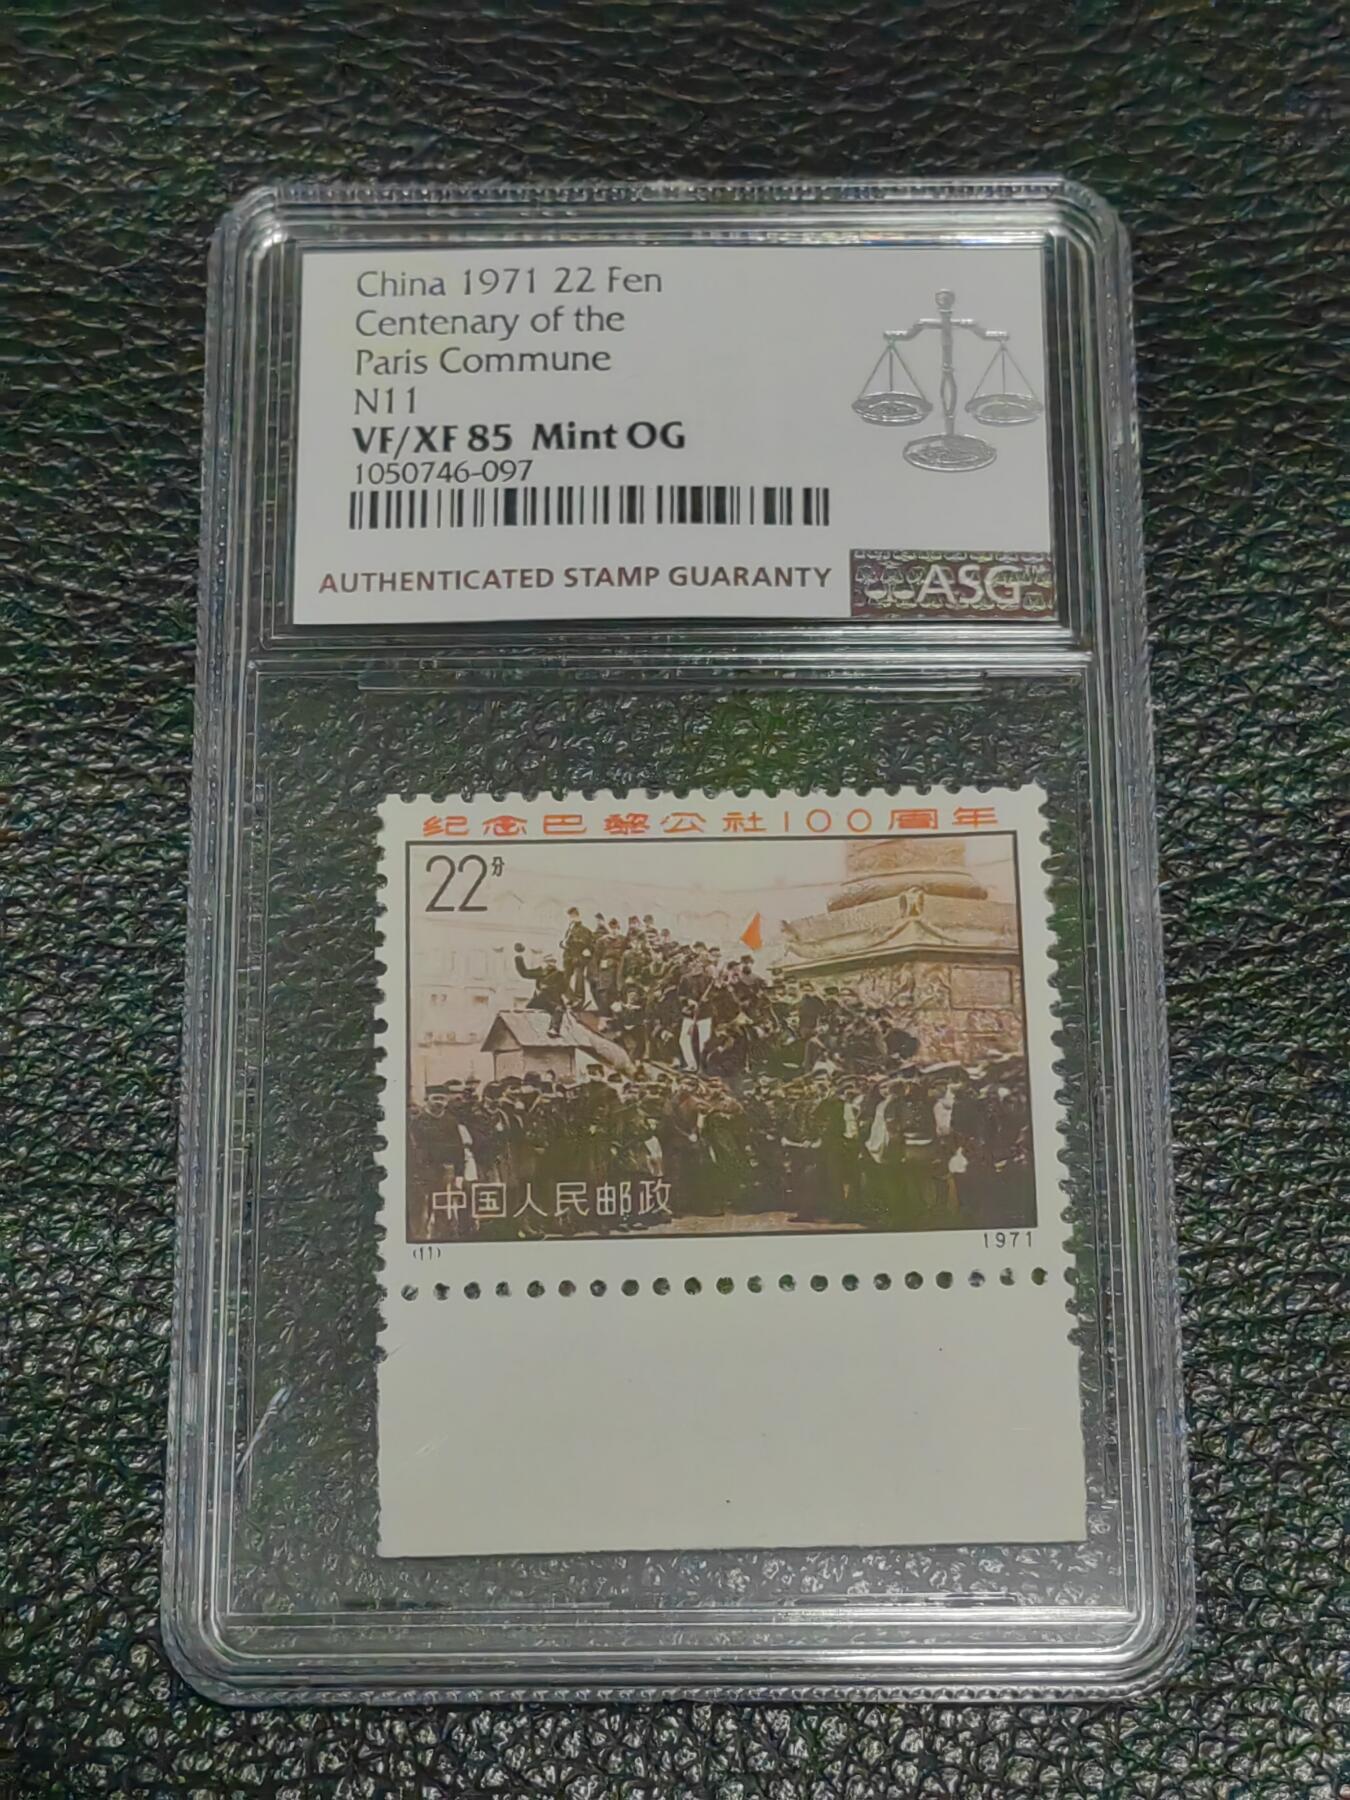 China 1971 22 Fen
Centenary of the
Paris Commune
N11
VF/XF 85 Mint OG
1050746-097
AUTHENTICATED STAMP GUARANTY
ASG™
纪念巴黎公社100周年
22分
中国人民邮政
(11)
1971